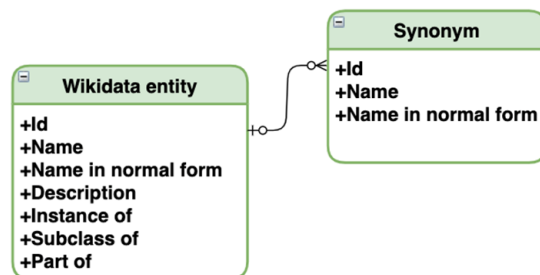 Wikidata entity
+Id
+Name
+Name in normal form
+Description
+Instance of
+Subclass of
+Part of
Synonym
+Id
+Name
+Name in normal form